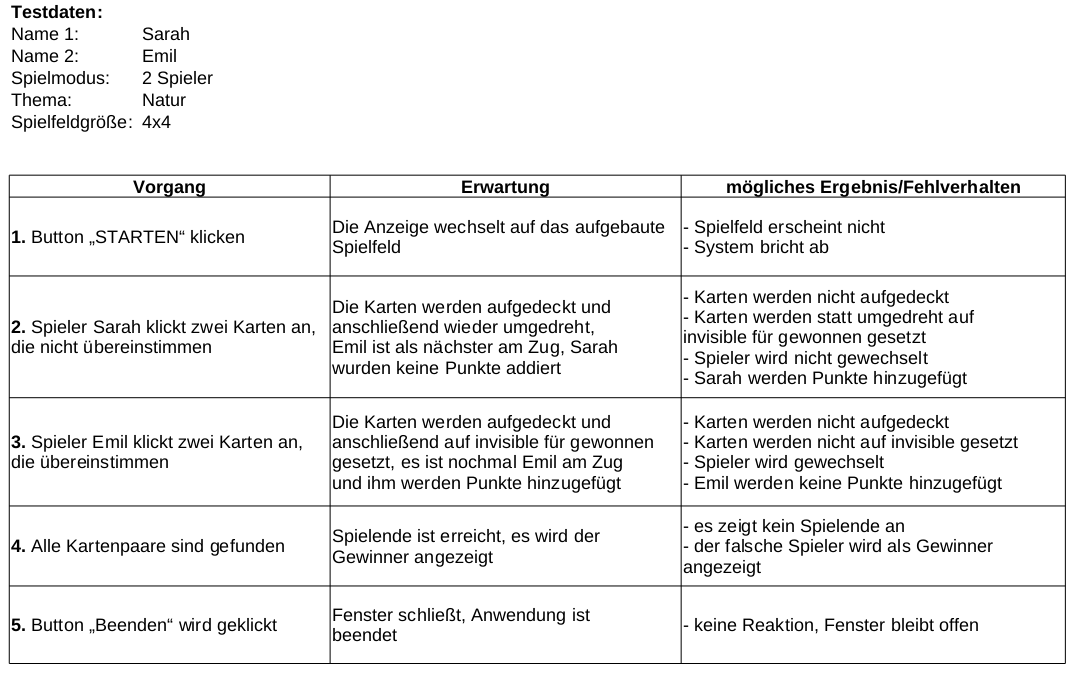 Testdaten:
Name 1: Sarah
Name 2: Emil
Spielmodus: 2 Spieler
Thema: Natur
Spielfeldgröße: 4x4
Vorgang
Erwartung
mögliches Ergebnis/Fehlverhalten
1. Button „STARTEN“ klicken
Die Anzeige wechselt auf das aufgebaute
Spielfeld
- Spielfeld erscheint nicht
- System bricht ab
2. Spieler Sarah klickt zwei Karten an,
die nicht übereinstimmen
Die Karten werden aufgedeckt und
anschließend wieder umgedreht,
Emil ist als nächster am Zug, Sarah
wurden keine Punkte addiert
- Karten werden nicht aufgedeckt
- Karten werden statt umgedreht auf
invisible für gewonnen gesetzt
- Spieler wird nicht gewechselt
- Sarah werden Punkte hinzugefügt
3. Spieler Emil klickt zwei Karten an,
die übereinstimmen
Die Karten werden aufgedeckt und
anschließend auf invisible für gewonnen
gesetzt, es ist nochmal Emil am Zug
und ihm werden Punkte hinzugefügt
- Karten werden nicht aufgedeckt
- Karten werden nicht auf invisible gesetzt
- Spieler wird gewechselt
- Emil werden keine Punkte hinzugefügt
4. Alle Kartenpaare sind gefunden
Spielende ist erreicht, es wird der
Gewinner angezeigt
- es zeigt kein Spielende an
- der falsche Spieler wird als Gewinner
angezeigt
5. Button „Beenden“ wird geklickt
Fenster schließt, Anwendung ist
beendet
- keine Reaktion, Fenster bleibt offen